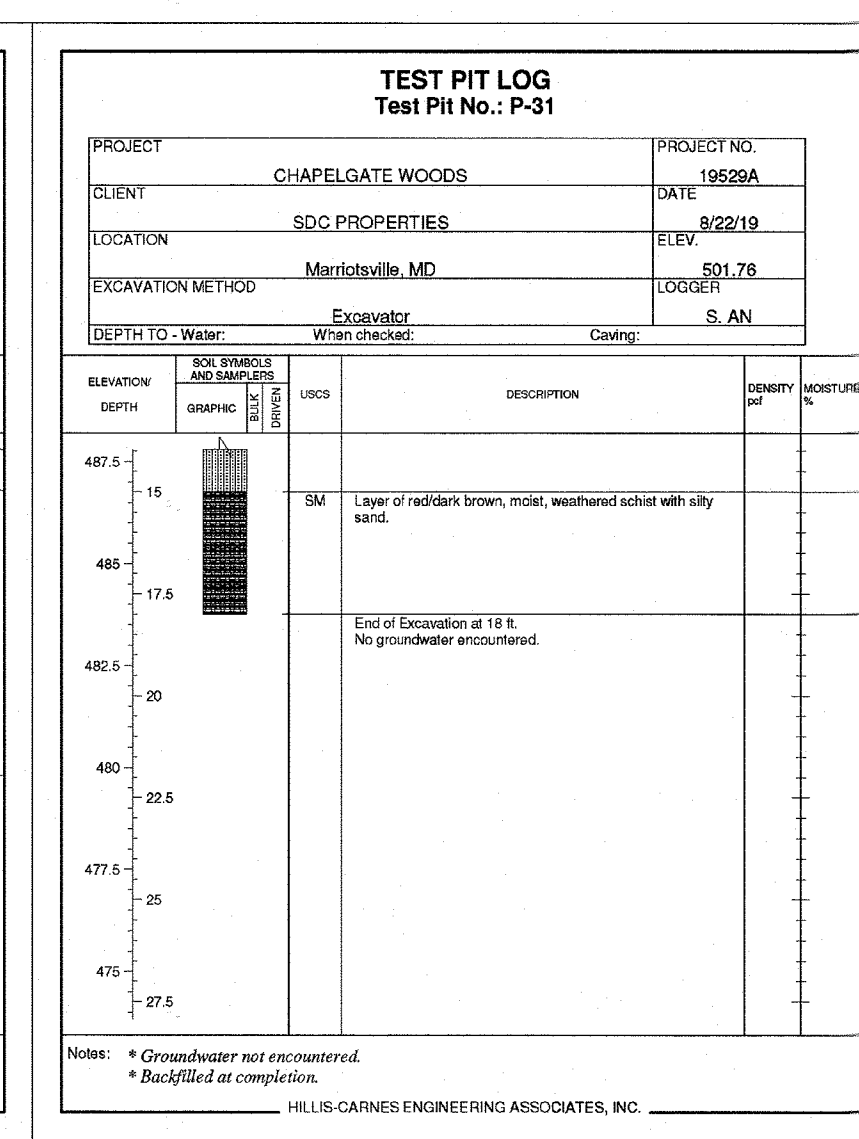 TEST PIT LOG
Test Pit No.: P-31
PROJECT
CHAPELGATE WOODS
PROJECT NO.
19529A
CLIENT
SDC PROPERTIES
DATE
8/22/19
LOCATION
Marriotsville, MD
ELEV.
501.76
EXCAVATION METHOD
Excavator
LOGGER
S. AN
DEPTH TO - Water: When checked: Caving:
ELEVATION/
DEPTH
SOIL SYMBOLS
AND SAMPLERS
GRAPHIC
BULK
DRIVEN
USCS
DESCRIPTION
DENSITY
pcf
MOISTURE
%
487.5
15
SM Layer of red/dark brown, moist, weathered schist with silty
sand.
485
17.5
End of Excavation at 18 ft.
No groundwater encountered.
482.5
20
480
22.5
477.5
25
475
27.5
Notes: * Groundwater not encountered.
* Backfilled at completion.
HILLIS-CARNES ENGINEERING ASSOCIATES, INC.